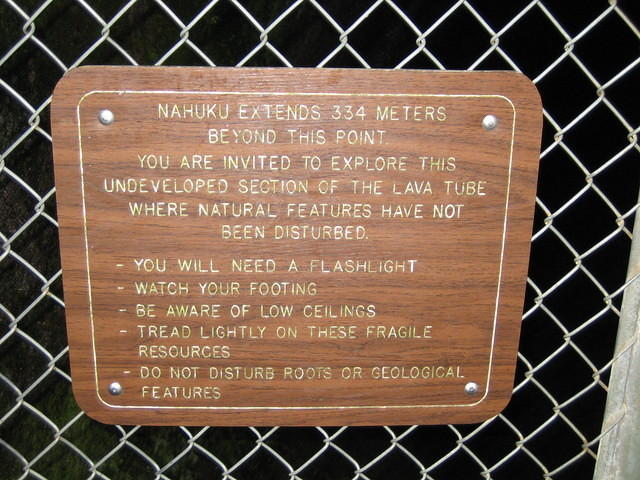 NAHUKU EXTENDS 334 METERS
BEYOND THIS POINT.
YOU ARE INVITED TO EXPLORE THIS
UNDEVELOPED SECTION OF THE LAVA TUBE
WHERE NATURAL FEATURES HAVE NOT
BEEN DISTURBED.
- YOU WILL NEED A FLASHLIGHT
- WATCH YOUR FOOTING
- BE AWARE OF LOW CEILINGS
- TREAD LIGHTLY ON THESE FRAGILE
RESOURCES
- DO NOT DISTURB ROOTS OR GEOLOGICAL
FEATURES